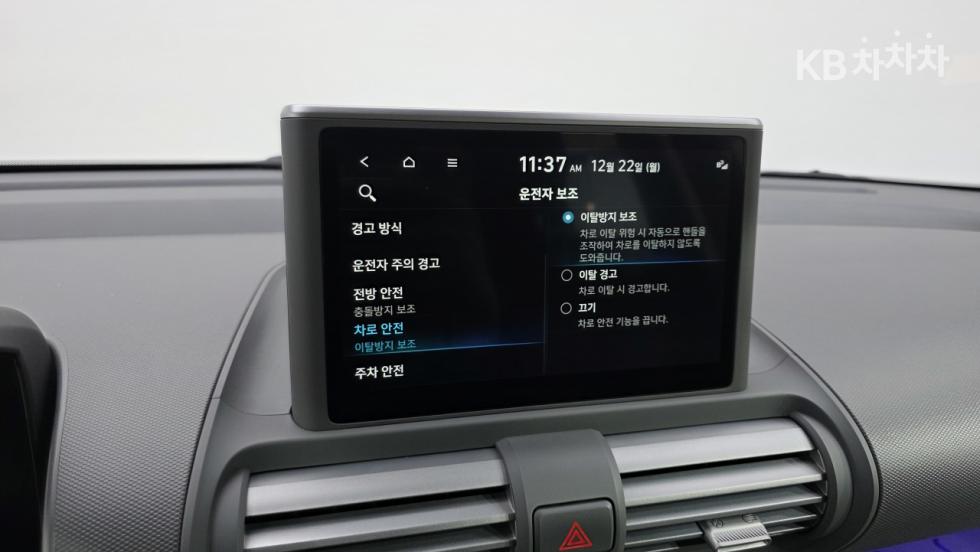 KB 차차차
11:37 AM 12월 22일 (월)
운전자 보조
경고 방식
운전자 주의 경고
전방 안전
충돌방지 보조
차로 안전
이탈방지 보조
주차 안전
이탈방지 보조
차로 이탈 위험 시 자동으로 핸들을
조작하여 차로를 이탈하지 않도록
도와줍니다.
이탈 경고
차로 이탈 시 경고합니다.
끄기
차로 안전 기능을 끕니다.